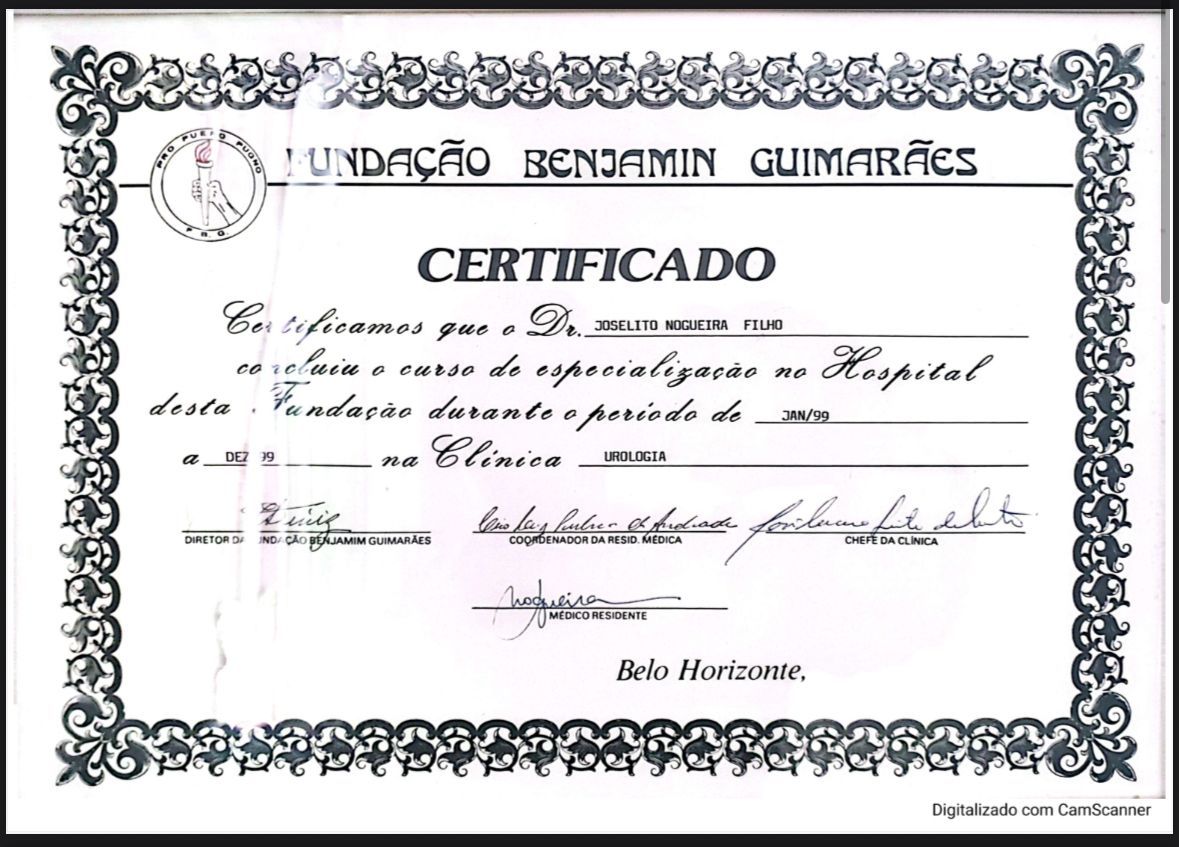 PRO PUERO PUGNO
FUNDAÇÃO BENJAMIN GUIMARÃES
F. B. G.
CERTIFICADO
Certificamos que o Dr. JOSELITO NOGUEIRA FILHO
concluiu o curso de especialização no Hospital
desta Fundação durante o período de JAN/99
a DEZ 99 na Clínica UROLOGIA
DIRETOR DA FUNDAÇÃO BENJAMIM GUIMARÃES
COORDENADOR DA RESID. MÉDICA
CHEFE DA CLÍNICA
Nogueira
MÉDICO RESIDENTE
Belo Horizonte,
Digitalizado com CamScanner